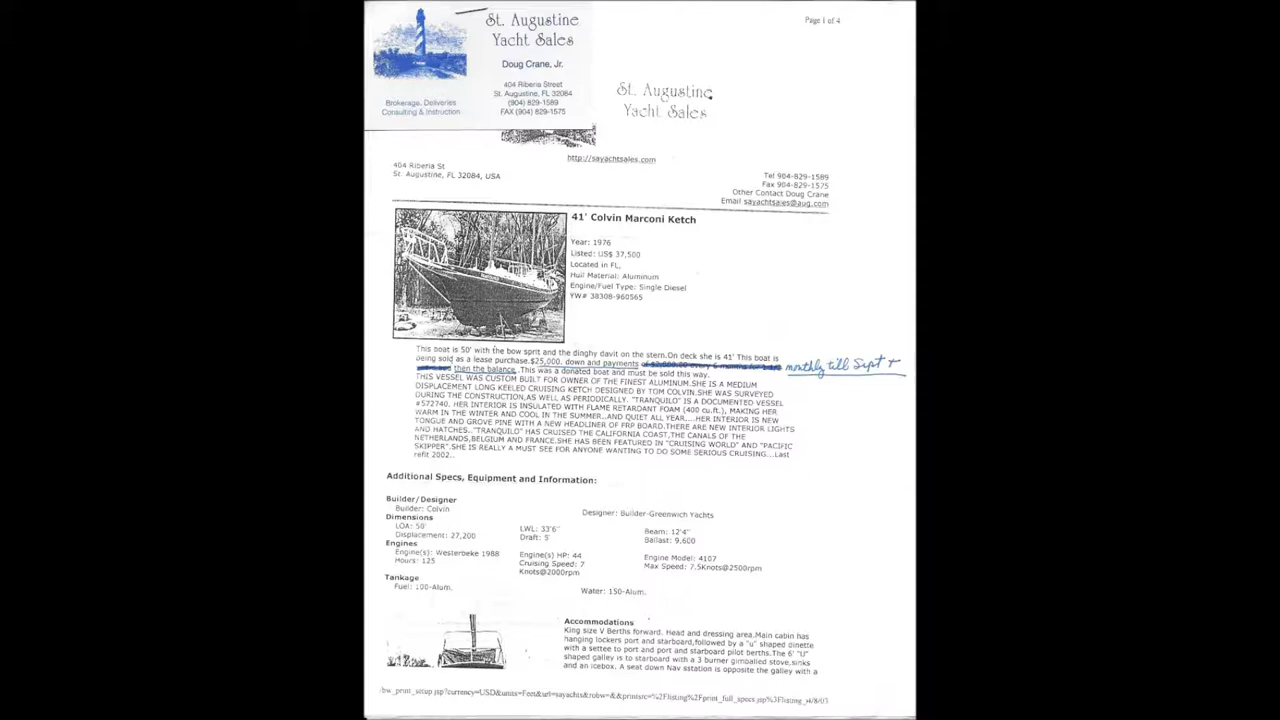 Page 1 of 4
St. Augustine
Yacht Sales
Doug Crane, Jr.
404 Riberia Street
St. Augustine, FL 32084
(904) 829-1589
FAX (904) 829-1575
Brokerage, Deliveries
Consulting & Instruction
St. Augustine
Yacht Sales
http://sayachtsales.com
404 Riberia St
St. Augustine, FL 32084, USA
Tel 904-829-1589
Fax 904-829-1575
Other Contact Doug Crane
Email sayachtsales@aug.com
41' Colvin Marconi Ketch
Year: 1976
Listed: US$ 37,500
Located in FL,
Hull Material: Aluminum
Engine/Fuel Type: Single Diesel
YW# 38308-960565
This boat is 50' with the bow sprit and the dinghy davit on the stern.On deck she is 41' This boat is
being sold as a lease purchase.$25,000. down and payments of $2,000.00 every 6 months for monthly till Sept +
then the balance .This was a donated boat and must be sold this way.
THIS VESSEL WAS CUSTOM BUILT FOR OWNER OF THE FINEST ALUMINUM.SHE IS A MEDIUM
DISPLACEMENT LONG KEELED CRUISING KETCH DESIGNED BY TOM COLVIN.SHE WAS SURVEYED
DURING THE CONSTRUCTION,AS WELL AS PERIODICALLY. "TRANQUILO" IS A DOCUMENTED VESSEL
#572740. HER INTERIOR IS INSULATED WITH FLAME RETARDANT FOAM (400 cu.ft.), MAKING HER
WARM IN THE WINTER AND COOL IN THE SUMMER..AND QUIET ALL YEAR....HER INTERIOR IS NEW
TONGUE AND GROVE PINE WITH A NEW HEADLINER OF FRP BOARD.THERE ARE NEW INTERIOR LIGHTS
AND HATCHES.."TRANQUILO" HAS CRUISED THE CALIFORNIA COAST,THE CANALS OF THE
NETHERLANDS,BELGIUM AND FRANCE.SHE HAS BEEN FEATURED IN "CRUISING WORLD" AND "PACIFIC
SKIPPER".SHE IS REALLY A MUST SEE FOR ANYONE WANTING TO DO SOME SERIOUS CRUISING...Last
refit 2002..
Additional Specs, Equipment and Information:
Builder/Designer
Builder: Colvin
Designer: Builder-Greenwich Yachts
Dimensions
LOA: 50'
LWL: 33'6"
Beam: 12'4"
Displacement: 27,200
Draft: 5'
Ballast: 9,600
Engines
Engine(s): Westerbeke 1988
Engine(s) HP: 44
Engine Model: 4107
Hours: 125
Cruising Speed: 7
Knots@2000rpm
Max Speed: 7.5Knots@2500rpm
Tankage
Fuel: 100-Alum.
Water: 150-Alum.
Accommodations
King size V Berths forward. Head and dressing area.Main cabin has
hanging lockers port and starboard,followed by a "u" shaped dinette
with a settee to port and port and starboard pilot berths.The 6' "U"
shaped galley is to starboard with a 3 burner gimballed stove,sinks
and an icebox. A seat down Nav sstation is opposite the galley with a